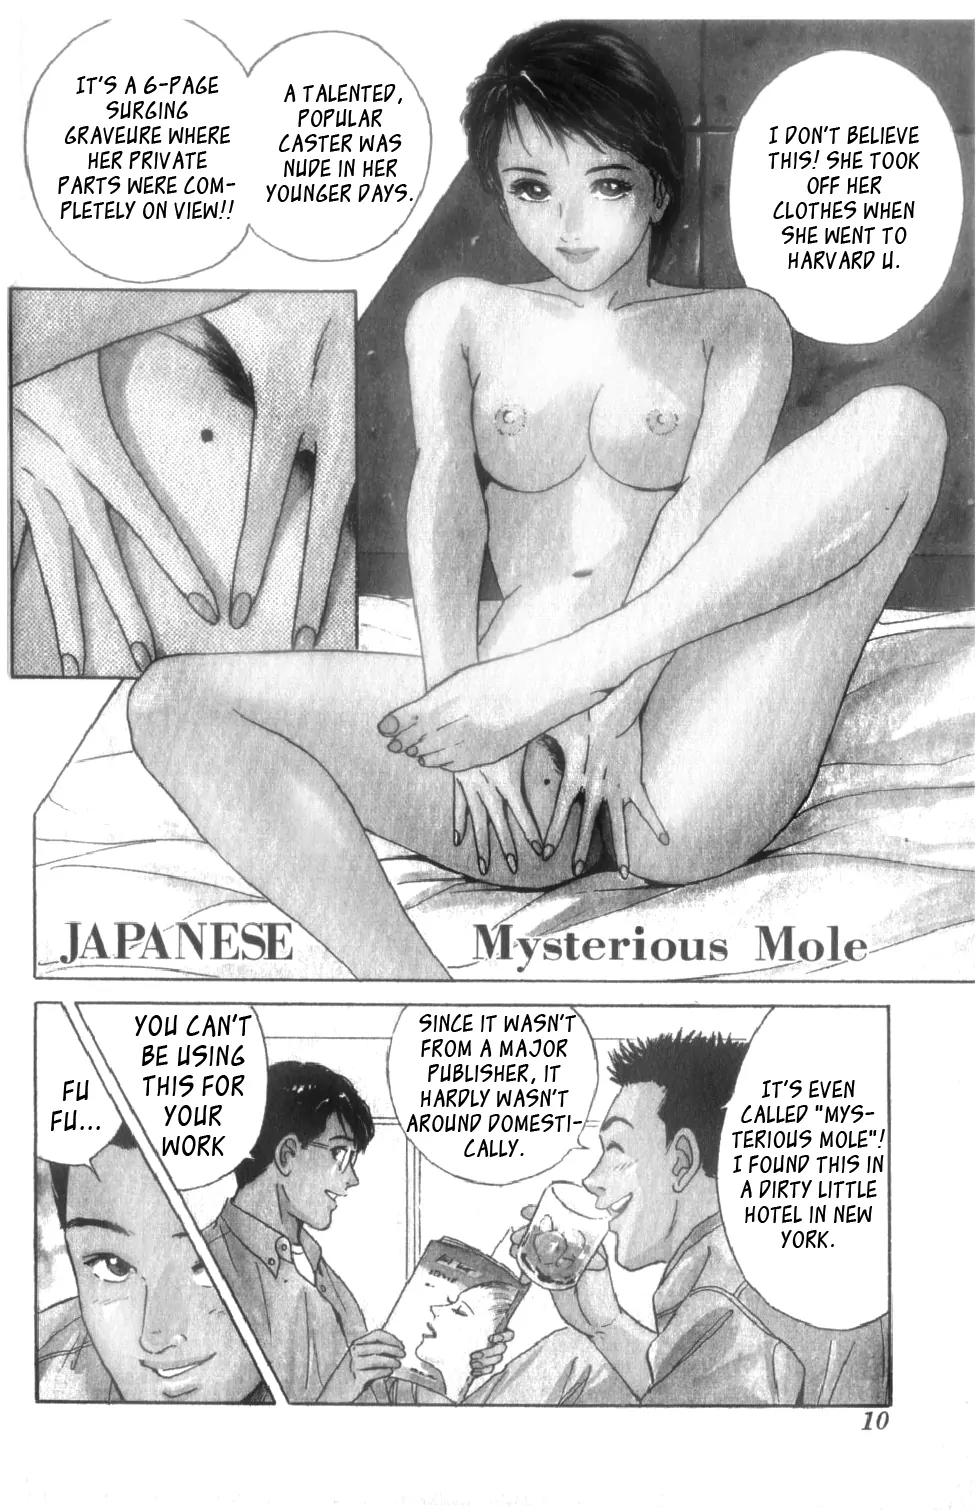 I DON'T BELIEVE
THIS! SHE TOOK
OFF HER
CLOTHES WHEN
SHE WENT TO
HARVARD U.
A TALENTED,
POPULAR
CASTER WAS
NUDE IN HER
YOUNGER DAYS.
IT'S A 6-PAGE
SURGING
GRAVEURE WHERE
HER PRIVATE
PARTS WERE COM-
PLETELY ON VIEW!!
JAPANESE Mysterious Mole
IT'S EVEN
CALLED "MYS-
TERIOUS MOLE"!
I FOUND THIS IN
A DIRTY LITTLE
HOTEL IN NEW
YORK.
SINCE IT WASN'T
FROM A MAJOR
PUBLISHER, IT
HARDLY WASN'T
AROUND DOMESTI-
CALLY.
YOU CAN'T
BE USING
THIS FOR
YOUR
WORK
FU
FU...
10